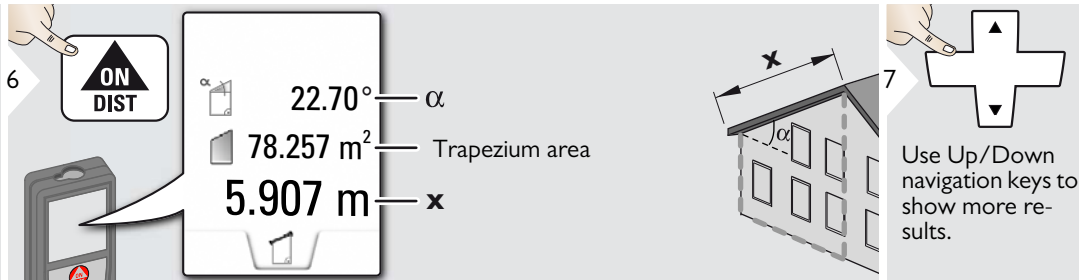 6
ON
DIST
α
22.70° α
78.257 m² Trapezium area
5.907 m x
x
α
7
Use Up/Down
navigation keys to
show more re-
sults.